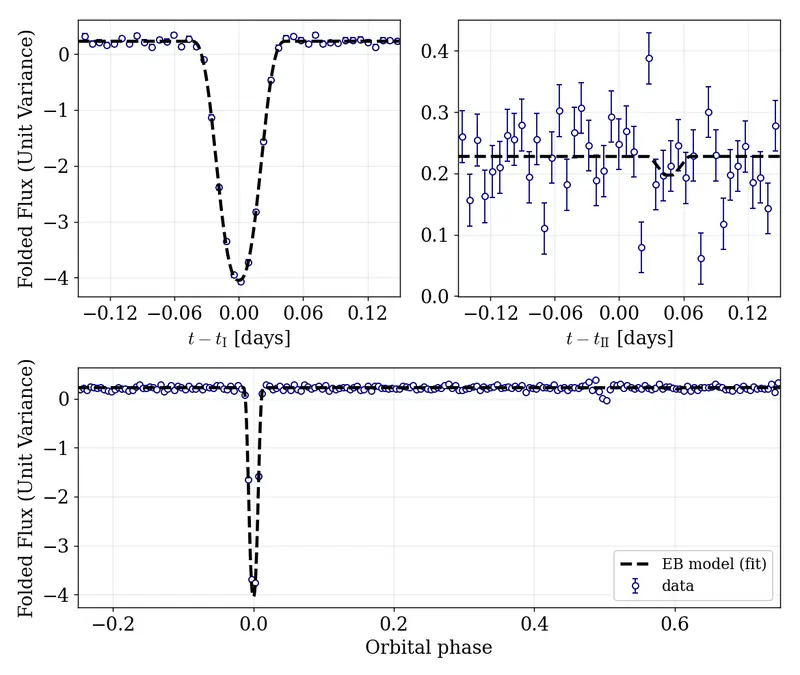 Folded Flux (Unit Variance)
0
−1
−2
−3
−4
−0.12 −0.06 0.00 0.06 0.12
t − tI [days]
0.4
0.3
0.2
0.1
0.0
−0.12 −0.06 0.00 0.06 0.12
t − tII [days]
Folded Flux (Unit Variance)
0
−1
−2
−3
−4
EB model (fit)
data
−0.2 0.0 0.2 0.4 0.6
Orbital phase